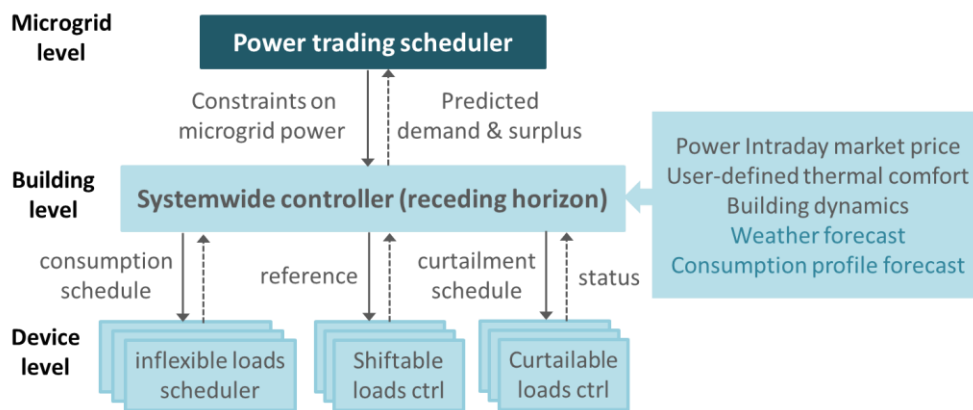 Microgrid
level
Power trading scheduler
Constraints on
microgrid power
Predicted
demand & surplus
Building
level
Systemwide controller (receding horizon)
Power Intraday market price
User-defined thermal comfort
Building dynamics
Weather forecast
Consumption profile forecast
consumption
schedule
reference
curtailment
schedule
status
Device
level
inflexible loads
scheduler
Shiftable
loads ctrl
Curtailable
loads ctrl